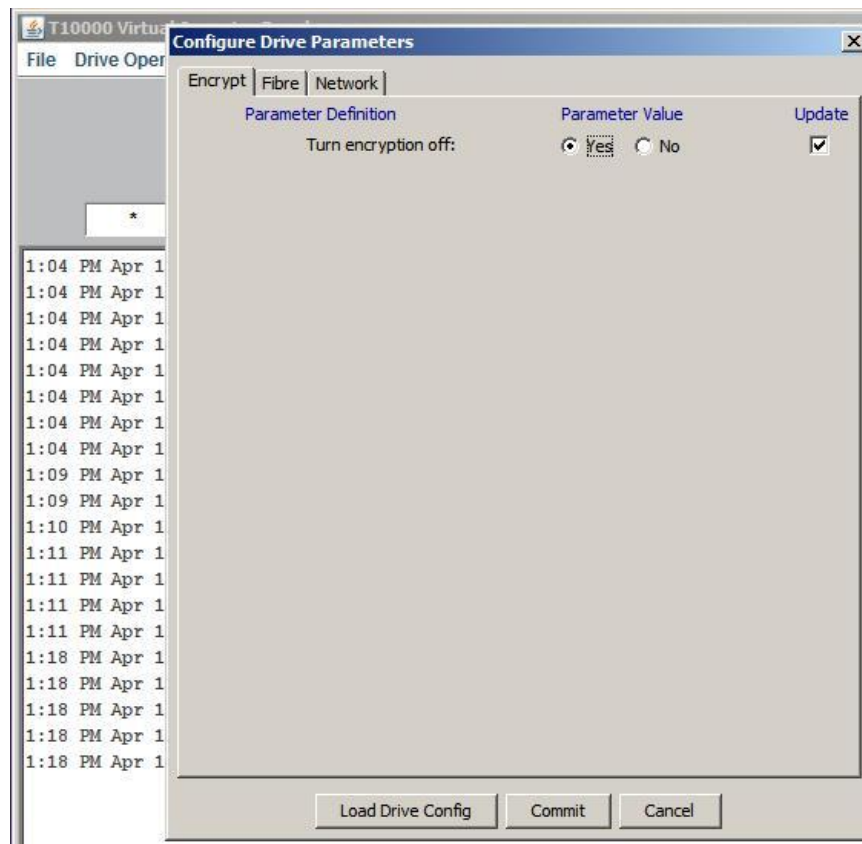 T10000 Virtual
File Drive Oper
*
1:04 PM Apr 1
1:04 PM Apr 1
1:04 PM Apr 1
1:04 PM Apr 1
1:04 PM Apr 1
1:04 PM Apr 1
1:04 PM Apr 1
1:04 PM Apr 1
1:09 PM Apr 1
1:09 PM Apr 1
1:10 PM Apr 1
1:11 PM Apr 1
1:11 PM Apr 1
1:11 PM Apr 1
1:11 PM Apr 1
1:18 PM Apr 1
1:18 PM Apr 1
1:18 PM Apr 1
1:18 PM Apr 1
1:18 PM Apr 1
Configure Drive Parameters
Encrypt Fibre Network
Parameter Definition Parameter Value Update
Turn encryption off: Yes No
Load Drive Config Commit Cancel